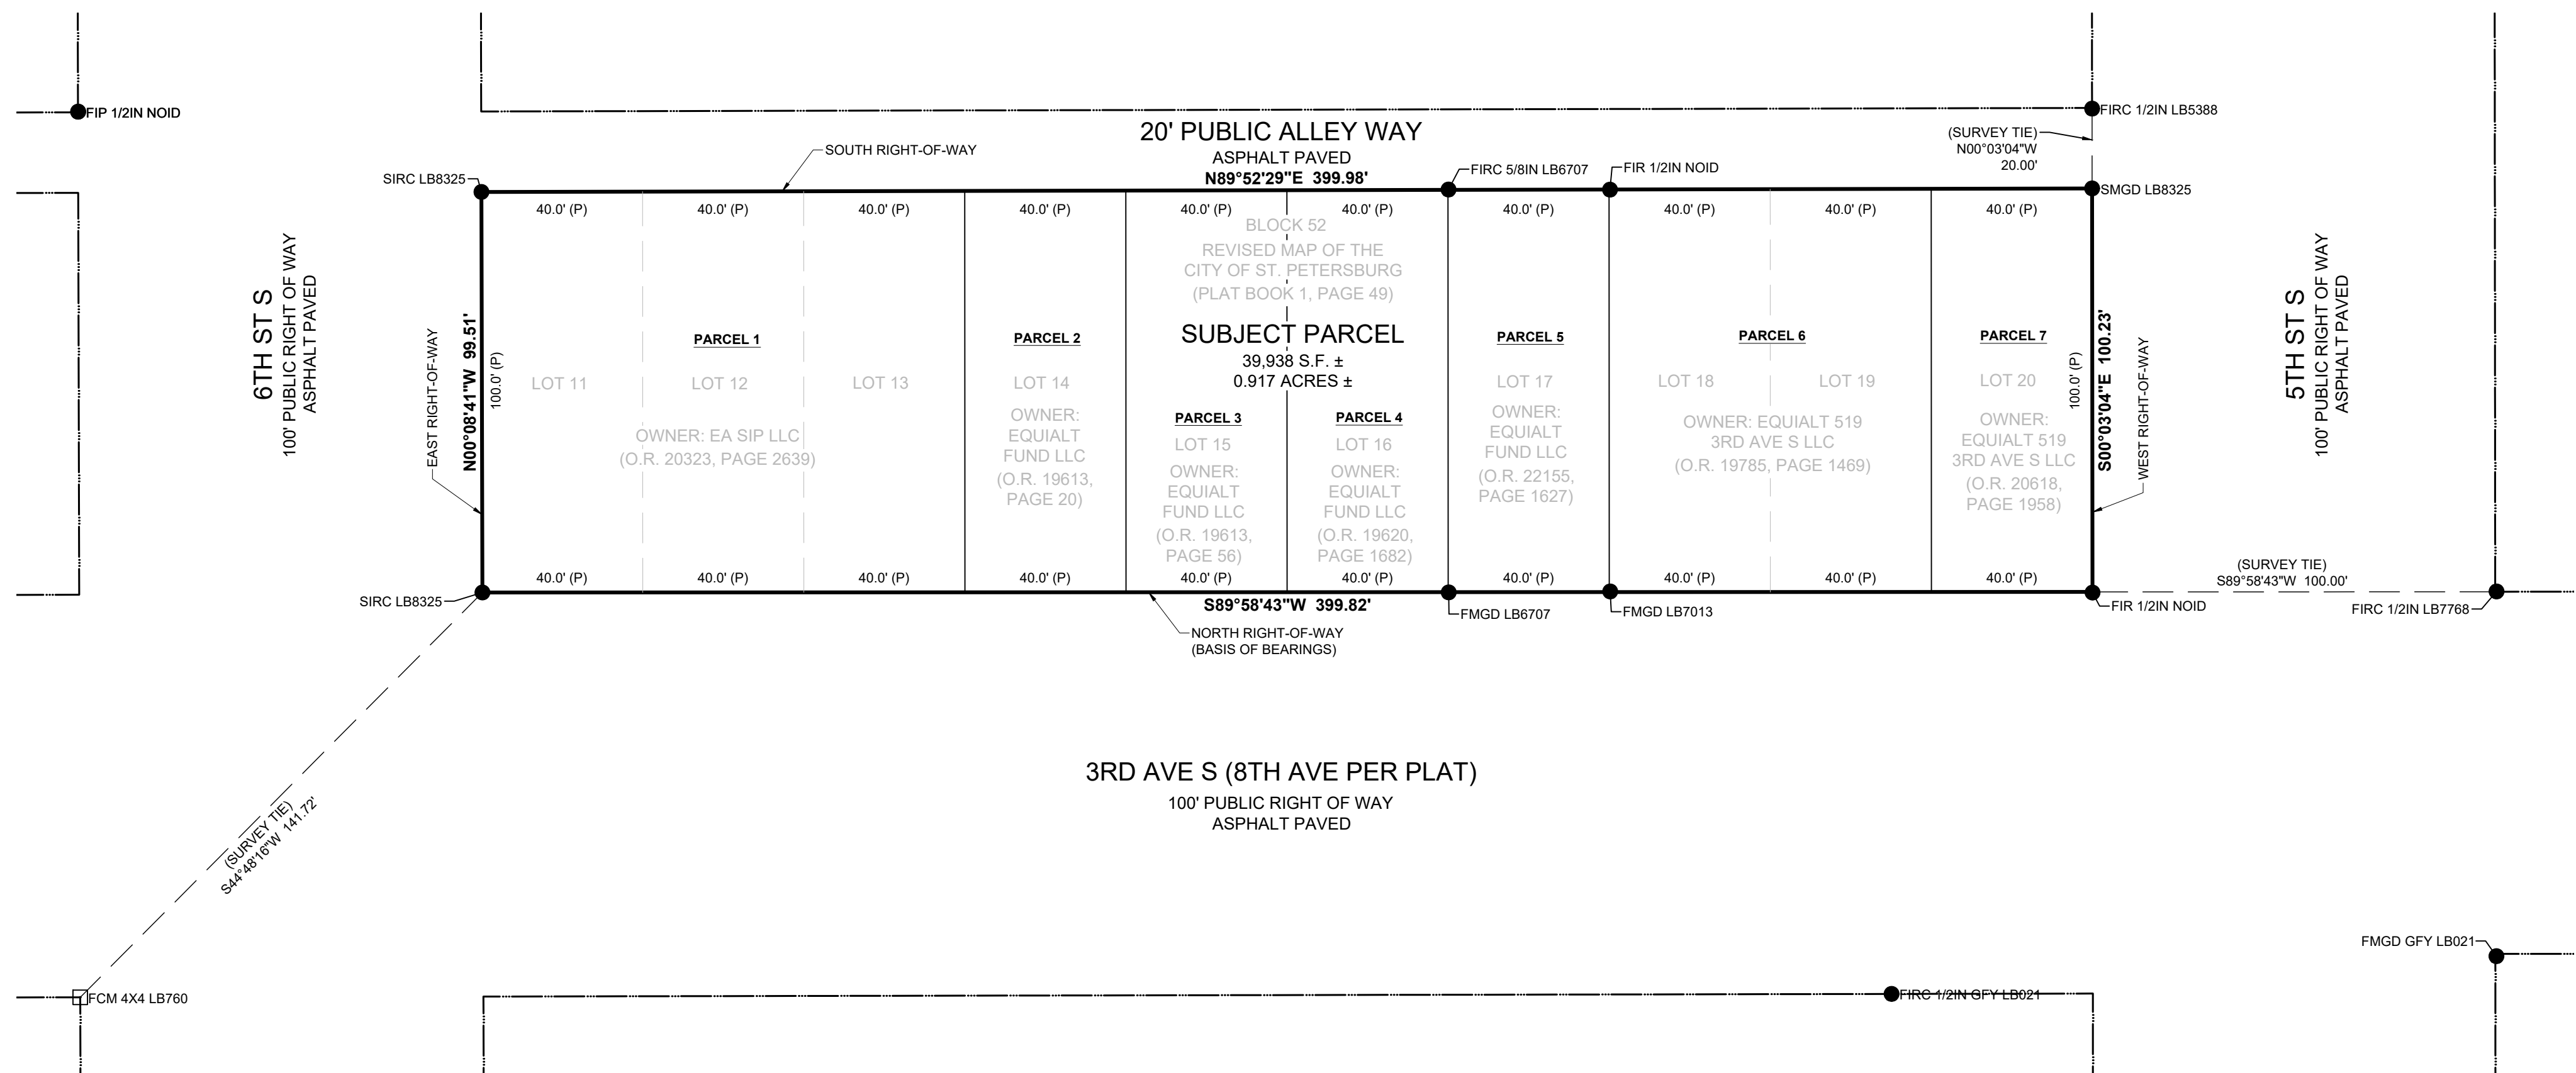 FIP 1/2IN NOID
FIRC 1/2IN LB5388
20' PUBLIC ALLEY WAY
ASPHALT PAVED
N89°52'29"E 399.98'
(SURVEY TIE)
N00°03'04"W
20.00'
SOUTH RIGHT-OF-WAY
SIRC LB8325
FIRC 5/8IN LB6707
FIR 1/2IN NOID
SMGD LB8325
40.0' (P)
40.0' (P)
40.0' (P)
40.0' (P)
40.0' (P)
40.0' (P)
40.0' (P)
40.0' (P)
40.0' (P)
40.0' (P)
BLOCK 52
REVISED MAP OF THE
CITY OF ST. PETERSBURG
(PLAT BOOK 1, PAGE 49)
SUBJECT PARCEL
39,938 S.F. ±
0.917 ACRES ±
6TH ST S
100' PUBLIC RIGHT OF WAY
ASPHALT PAVED
EAST RIGHT-OF-WAY
N00°08'41"W 99.51'
100.0' (P)
PARCEL 1
LOT 11
LOT 12
LOT 13
OWNER: EA SIP LLC
(O.R. 20323, PAGE 2639)
PARCEL 2
LOT 14
OWNER:
EQUIALT
FUND LLC
(O.R. 19613,
PAGE 20)
PARCEL 3
LOT 15
OWNER:
EQUIALT
FUND LLC
(O.R. 19613,
PAGE 56)
PARCEL 4
LOT 16
OWNER:
EQUIALT
FUND LLC
(O.R. 19620,
PAGE 1682)
PARCEL 5
LOT 17
OWNER:
EQUIALT
FUND LLC
(O.R. 22155,
PAGE 1627)
PARCEL 6
LOT 18
LOT 19
OWNER: EQUIALT 519
3RD AVE S LLC
(O.R. 19785, PAGE 1469)
PARCEL 7
LOT 20
OWNER:
EQUIALT 519
3RD AVE S LLC
(O.R. 20618,
PAGE 1958)
100.0' (P)
S00°03'04"E 100.23'
WEST RIGHT-OF-WAY
5TH ST S
100' PUBLIC RIGHT OF WAY
ASPHALT PAVED
40.0' (P)
40.0' (P)
40.0' (P)
40.0' (P)
40.0' (P)
40.0' (P)
40.0' (P)
40.0' (P)
40.0' (P)
40.0' (P)
(SURVEY TIE)
S89°58'43"W 100.00'
SIRC LB8325
S89°58'43"W 399.82'
FMGD LB6707
FMGD LB7013
FIR 1/2IN NOID
FIRC 1/2IN LB7768
NORTH RIGHT-OF-WAY
(BASIS OF BEARINGS)
3RD AVE S (8TH AVE PER PLAT)
100' PUBLIC RIGHT OF WAY
ASPHALT PAVED
(SURVEY TIE)
S44°48'16"W 141.72'
FMGD GFY LB021
FCM 4X4 LB760
FIRC 1/2IN GFY LB021